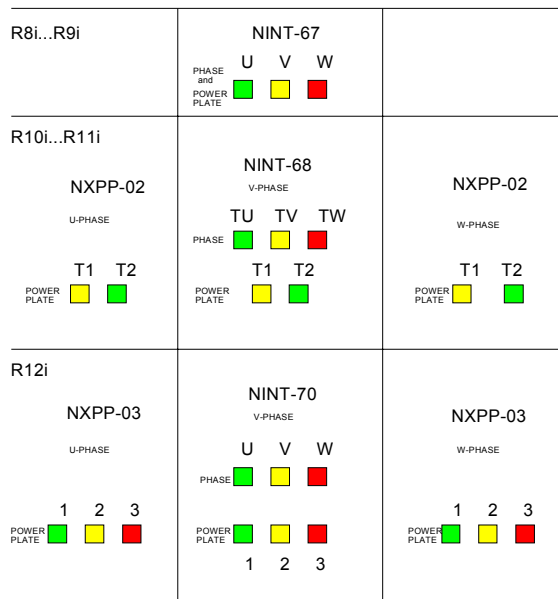 R8i...R9i
NINT-67
U V W
PHASE
and
POWER
PLATE
R10i...R11i
NXPP-02
U-PHASE
T1 T2
POWER
PLATE
NINT-68
V-PHASE
TU TV TW
PHASE
T1 T2
POWER
PLATE
NXPP-02
W-PHASE
T1 T2
POWER
PLATE
R12i
NXPP-03
U-PHASE
1 2 3
POWER
PLATE
NINT-70
V-PHASE
U V W
PHASE
POWER
PLATE
1 2 3
NXPP-03
W-PHASE
1 2 3
POWER
PLATE